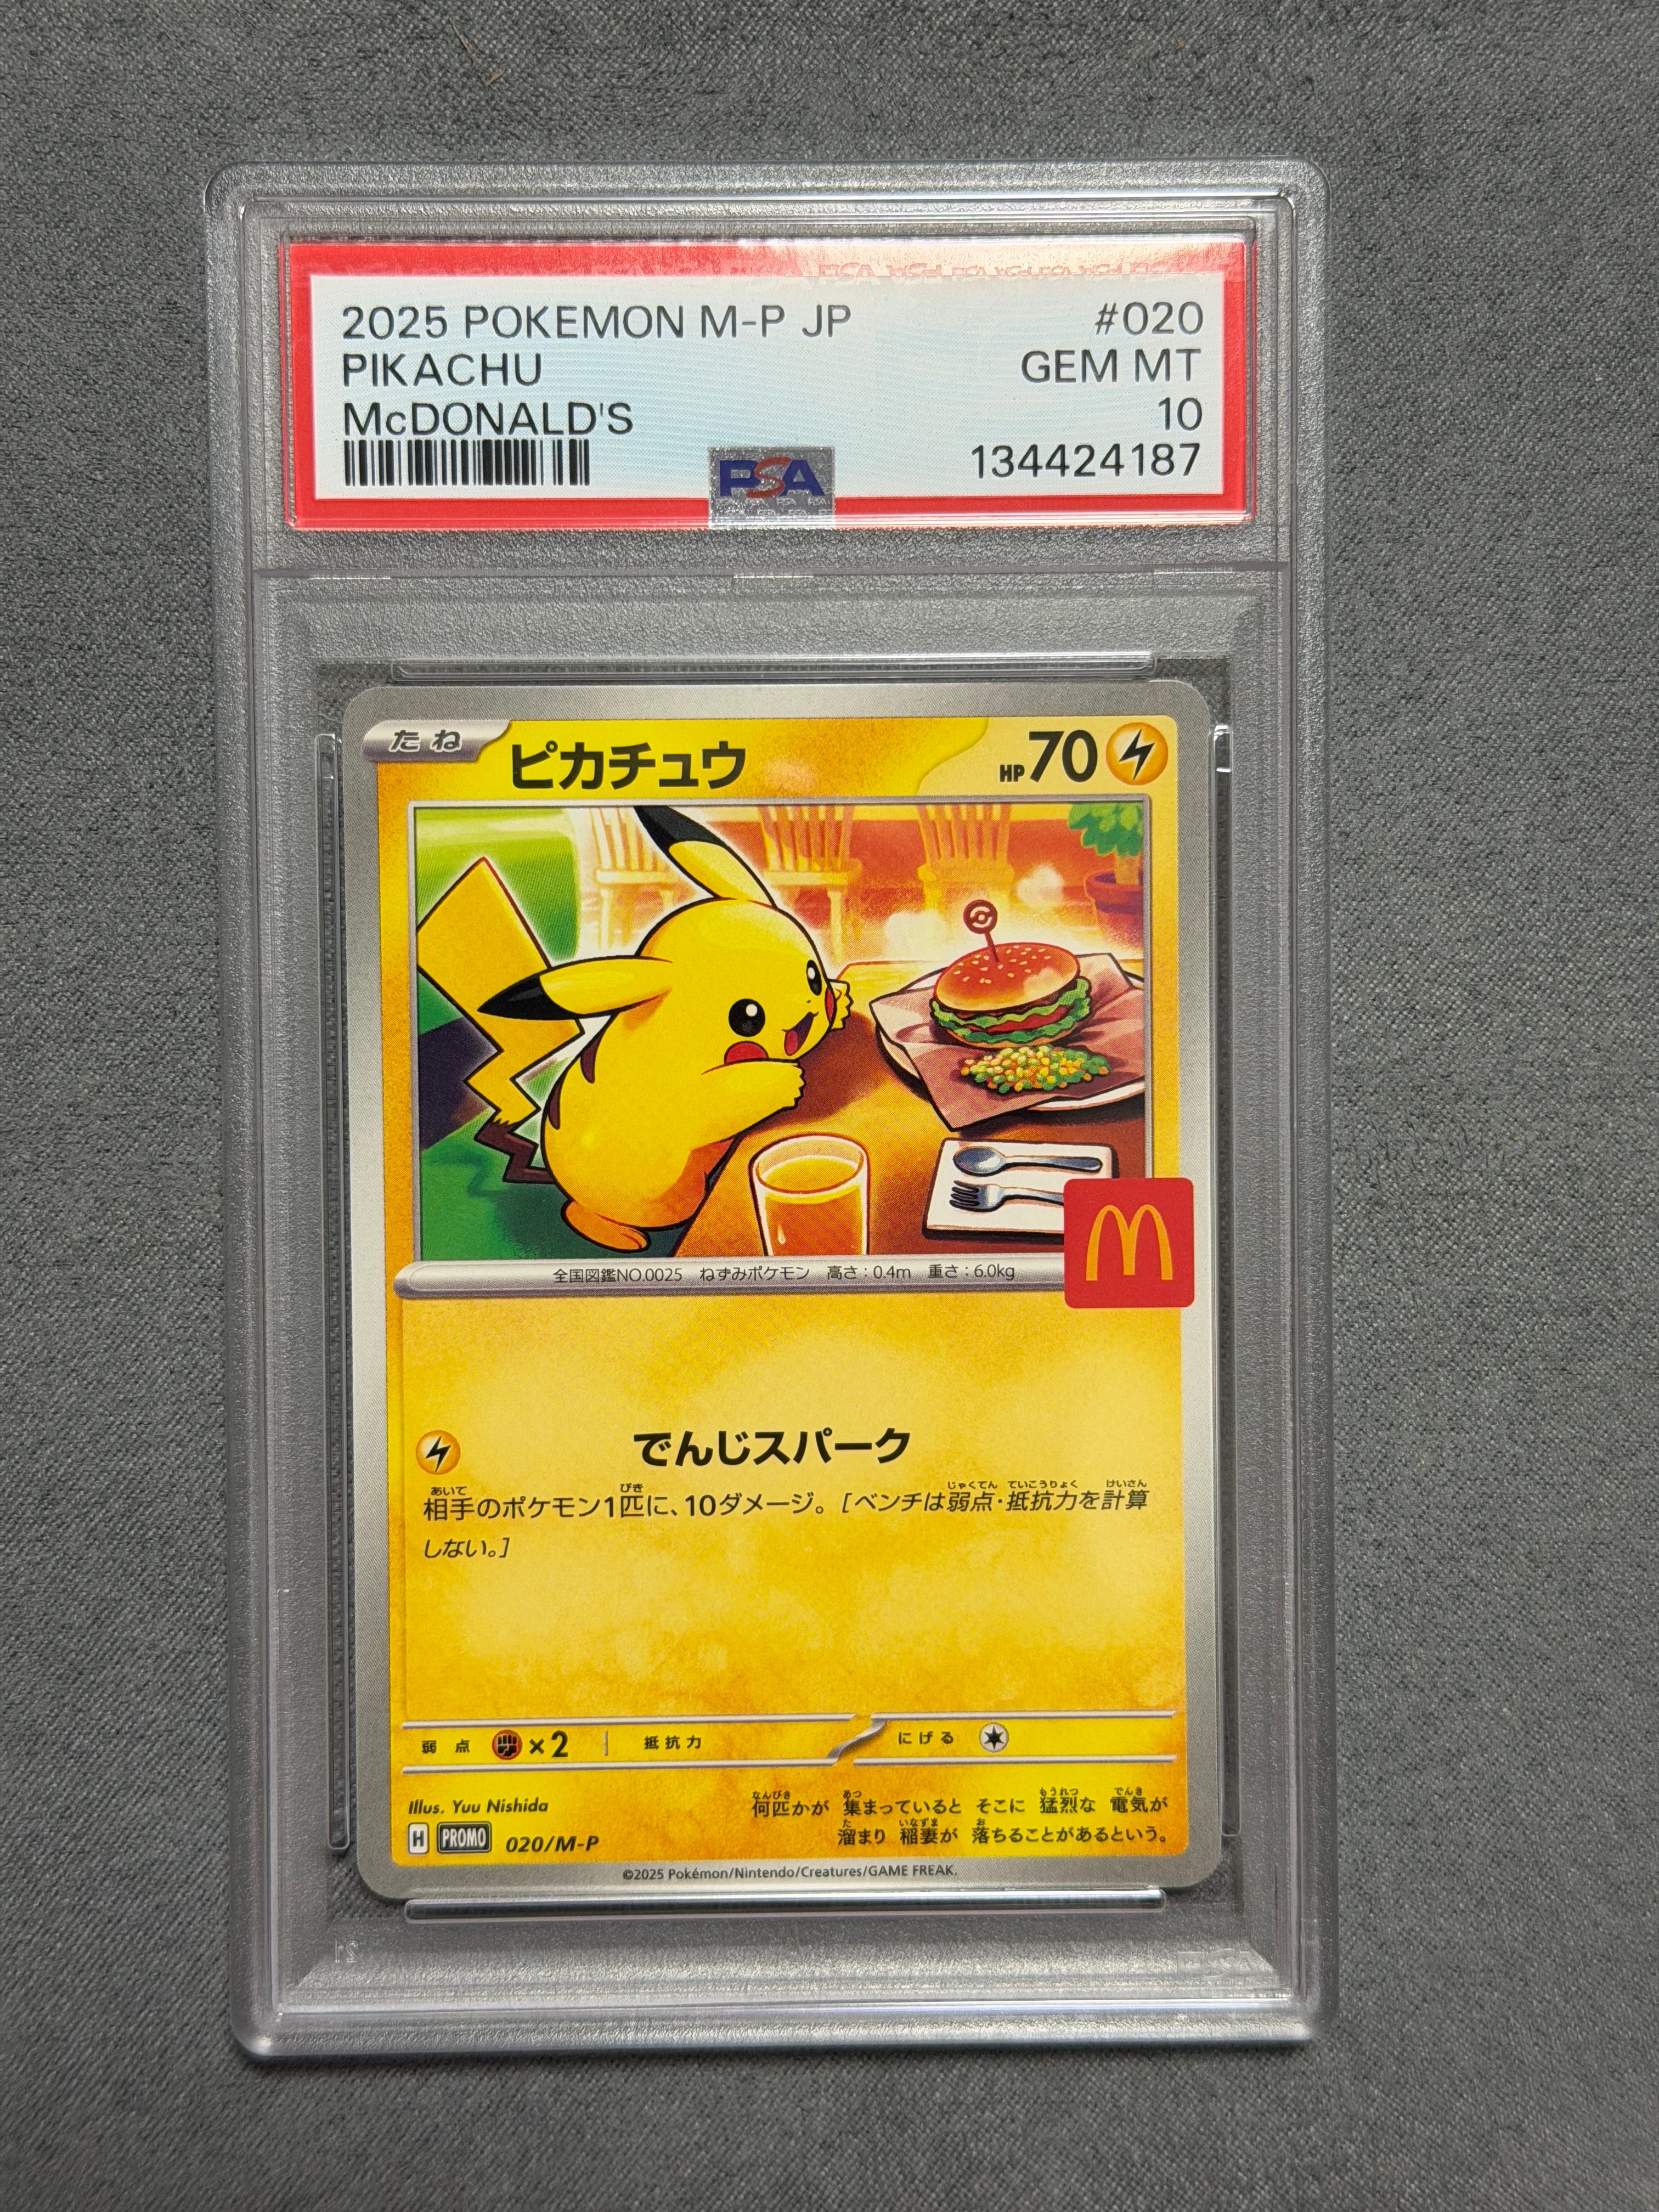 2025 POKEMON M-P JP #020
PIKACHU GEM MT
McDONALD'S 10
134424187
PSA
たね ピカチュウ HP70
全国図鑑NO.0025 ねずみポケモン 高さ：0.4m 重さ：6.0kg
でんじスパーク
相手のポケモン1匹に、10ダメージ。［ベンチは弱点・抵抗力を計算
しない。］
弱点 ×2 抵抗力 にげる
Illus. Yuu Nishida
何匹かが 集まっていると そこに 猛烈な 電気が
溜まり 稲妻が 落ちることがあるという。
H PROMO 020/M-P
©2025 Pokémon/Nintendo/Creatures/GAME FREAK.